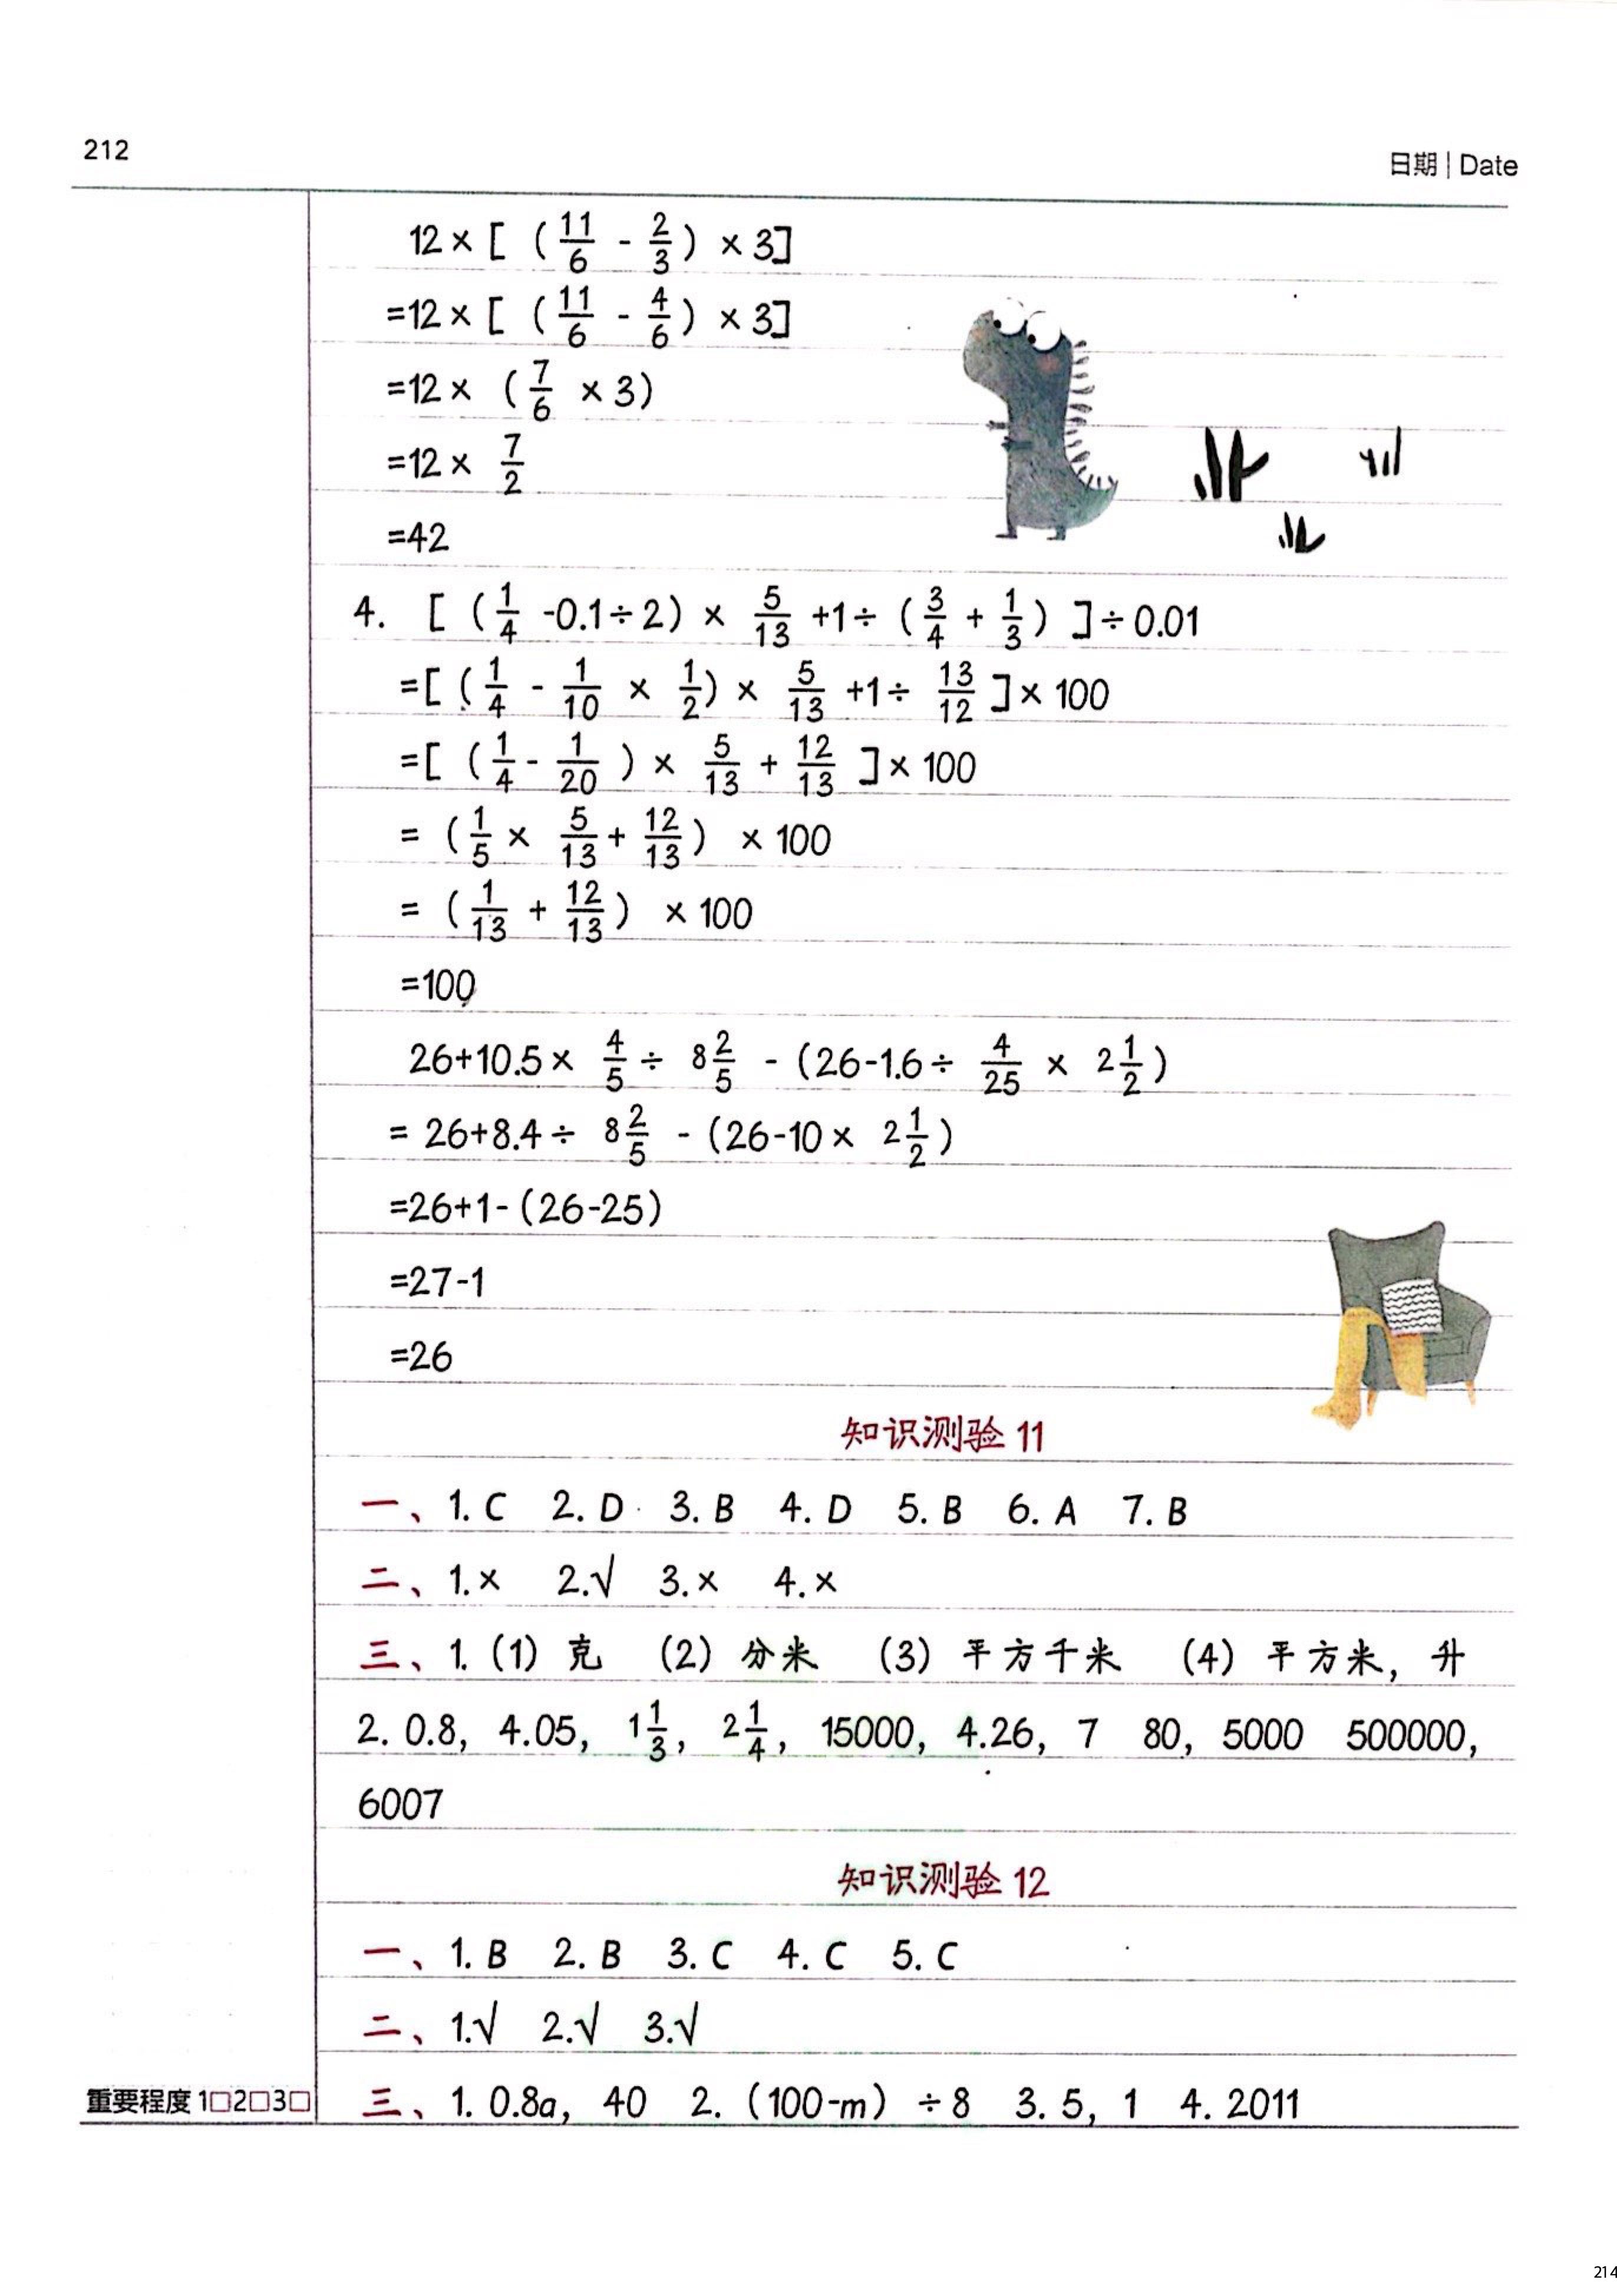 212
日期 | Date
12×[（11/6 - 2/3）×3]
=12×[（11/6 - 4/6）×3]
=12×（7/6 ×3）
=12× 7/2
=42
4. [（1/4 -0.1÷2）× 5/13 +1÷（3/4 + 1/3）]÷0.01
=[（1/4 - 1/10 × 1/2）× 5/13 +1÷ 13/12 ]×100
=[（1/4 - 1/20）× 5/13 + 12/13 ]×100
=（1/5 × 5/13 + 12/13）×100
=（1/13 + 12/13）×100
=100
26+10.5× 4/5 ÷ 8 2/5 -（26-1.6÷ 4/25 × 2 1/2）
= 26+8.4÷ 8 2/5 -（26-10× 2 1/2）
=26+1-（26-25）
=27-1
=26
知识测验 11
一、1. C 2. D 3. B 4. D 5. B 6. A 7. B
二、1.× 2.√ 3.× 4.×
三、1.（1）克 （2）分米 （3）平方千米 （4）平方米，升
2. 0.8，4.05，1 1/3，2 1/4，15000，4.26，7 80，5000 500000，
6007
知识测验 12
一、1. B 2. B 3. C 4. C 5. C
二、1.√ 2.√ 3.√
重要程度 1□2□3□
三、1. 0.8a，40 2.（100-m）÷8 3. 5，1 4. 2011
214